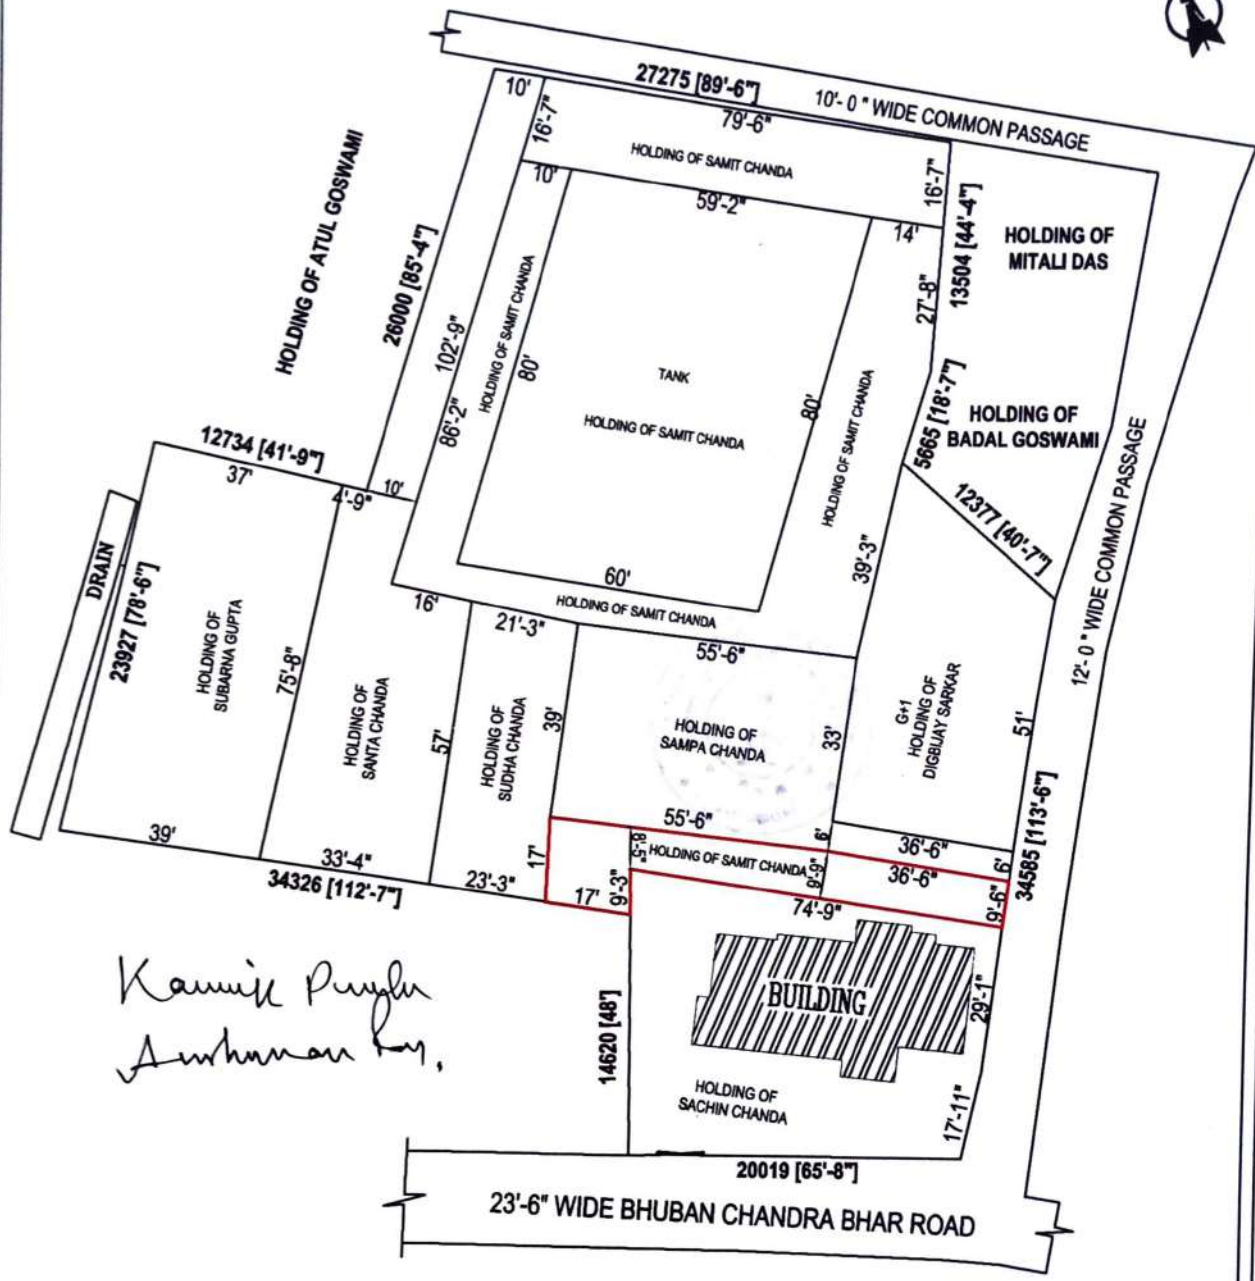 27275 [89'-6"]
10'- 0 " WIDE COMMON PASSAGE
10'
79'-6"
16'-7"
HOLDING OF SAMIT CHANDA
16'-7"
10'
59'-2"
14'
HOLDING OF ATUL GOSWAMI
26000 [85'-4"]
102'-9"
86'-2"
HOLDING OF SAMIT CHANDA
80'
TANK
HOLDING OF SAMIT CHANDA
80'
HOLDING OF SAMIT CHANDA
27'-8"
13504 [44'-4"]
HOLDING OF
MITALI DAS
5665 [18'-7"]
HOLDING OF
BADAL GOSWAMI
12377 [40'-7"]
12'- 0 " WIDE COMMON PASSAGE
12734 [41'-9"]
37'
4'-9"
10'
39'-3"
DRAIN
23927 [78'-6"]
HOLDING OF
SUBARNA GUPTA
75'-8"
HOLDING OF
SANTA CHANDA
57'
16'
21'-3"
60'
HOLDING OF SAMIT CHANDA
55'-6"
HOLDING OF
SUDHA CHANDA
39'
HOLDING OF
SAMPA CHANDA
33'
G+1
HOLDING OF
DIGBIJAY SARKAR
51'
34585 [113'-6"]
39'
33'-4"
34326 [112'-7"]
23'-3"
17'
17'
9'-3"
8'-5"
55'-6"
6'
HOLDING OF SAMIT CHANDA
9'-9"
36'-6"
36'-6"
6'
9'-6"
74'-9"
BUILDING
29'-1"
14620 [48']
HOLDING OF
SACHIN CHANDA
17'-11"
20019 [65'-8"]
23'-6" WIDE BHUBAN CHANDRA BHAR ROAD